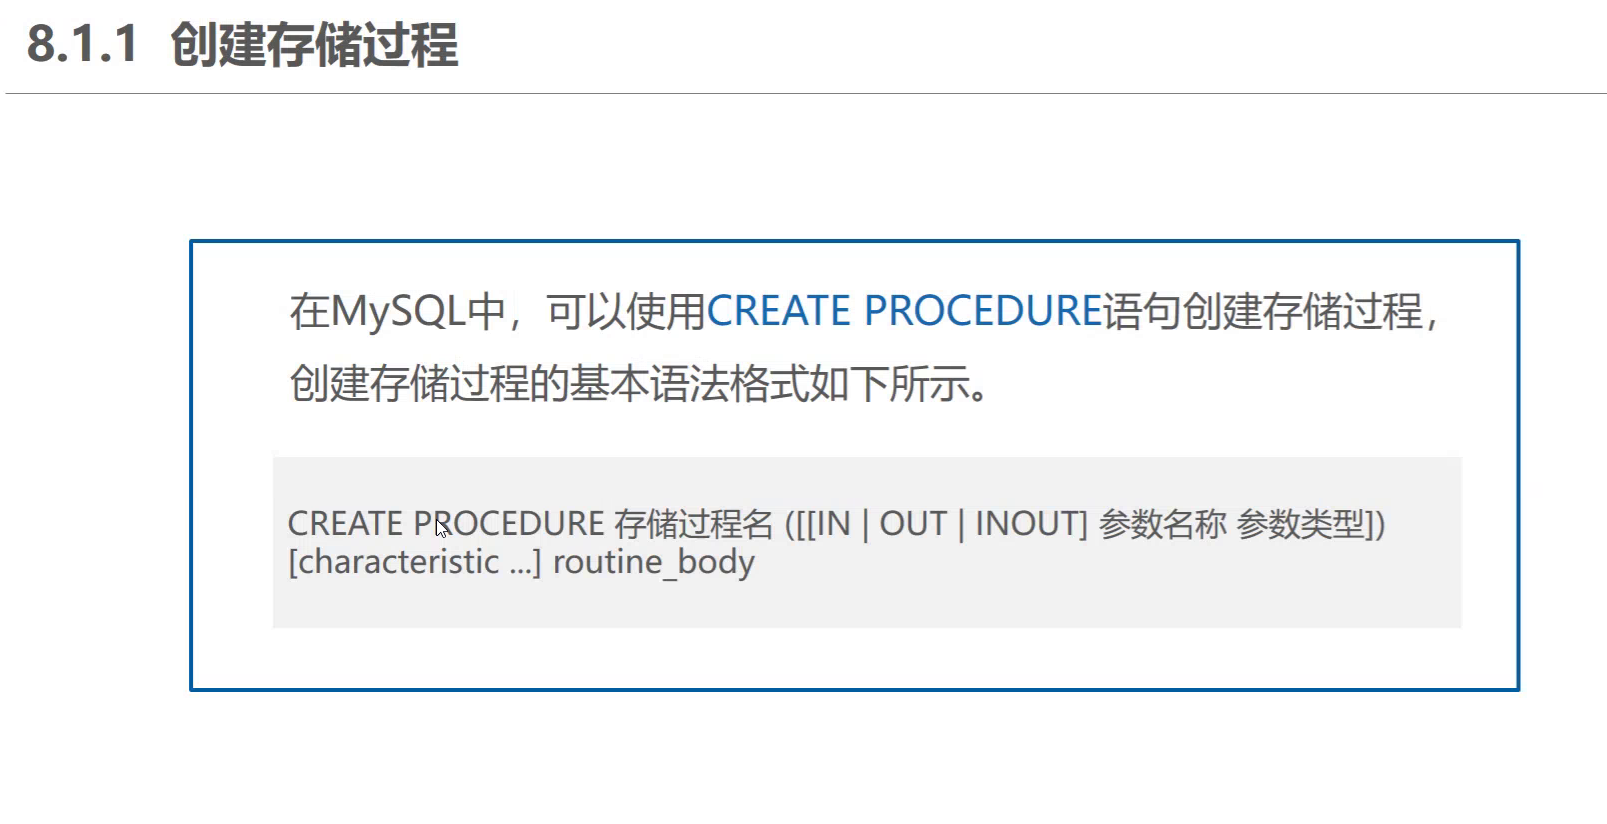 8.1.1 创建存储过程
在MySQL中，可以使用CREATE PROCEDURE语句创建存储过程，
创建存储过程的基本语法格式如下所示。
CREATE PROCEDURE 存储过程名 ([[IN | OUT | INOUT] 参数名称 参数类型])
[characteristic ...] routine_body